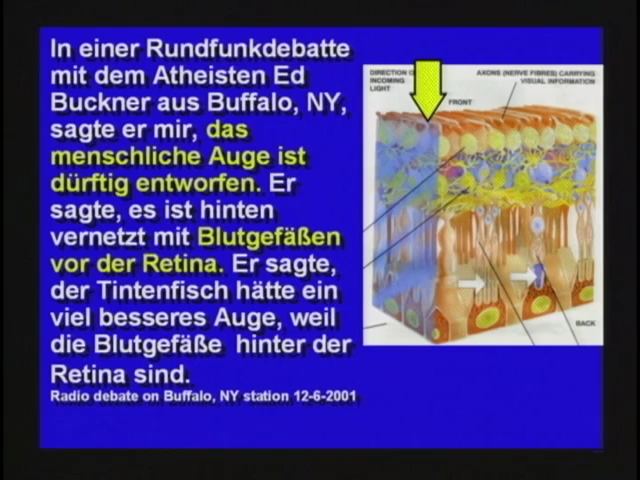 In einer Rundfunkdebatte
mit dem Atheisten Ed
Buckner aus Buffalo, NY,
sagte er mir, das
menschliche Auge ist
dürftig entworfen. Er
sagte, es ist hinten
vernetzt mit Blutgefäßen
vor der Retina. Er sagte,
der Tintenfisch hätte ein
viel besseres Auge, weil
die Blutgefäße hinter der
Retina sind.
Radio debate on Buffalo, NY station 12-6-2001
DIRECTION O
INCOMING
LIGHT
FRONT
AXONS (NERVE FIBRES) CARRYING
VISUAL INFORMATION
BACK